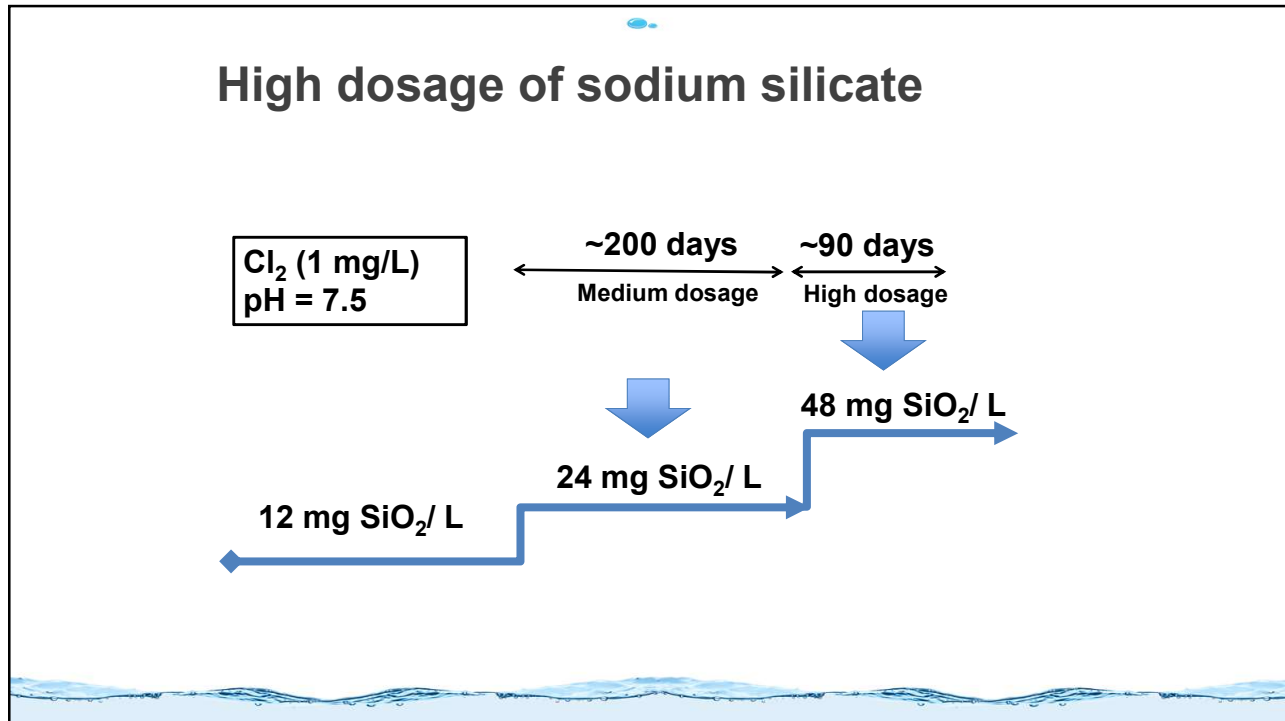 High dosage of sodium silicate
Cl₂ (1 mg/L)
pH = 7.5
~200 days
Medium dosage
~90 days
High dosage
48 mg SiO₂/ L
24 mg SiO₂/ L
12 mg SiO₂/ L